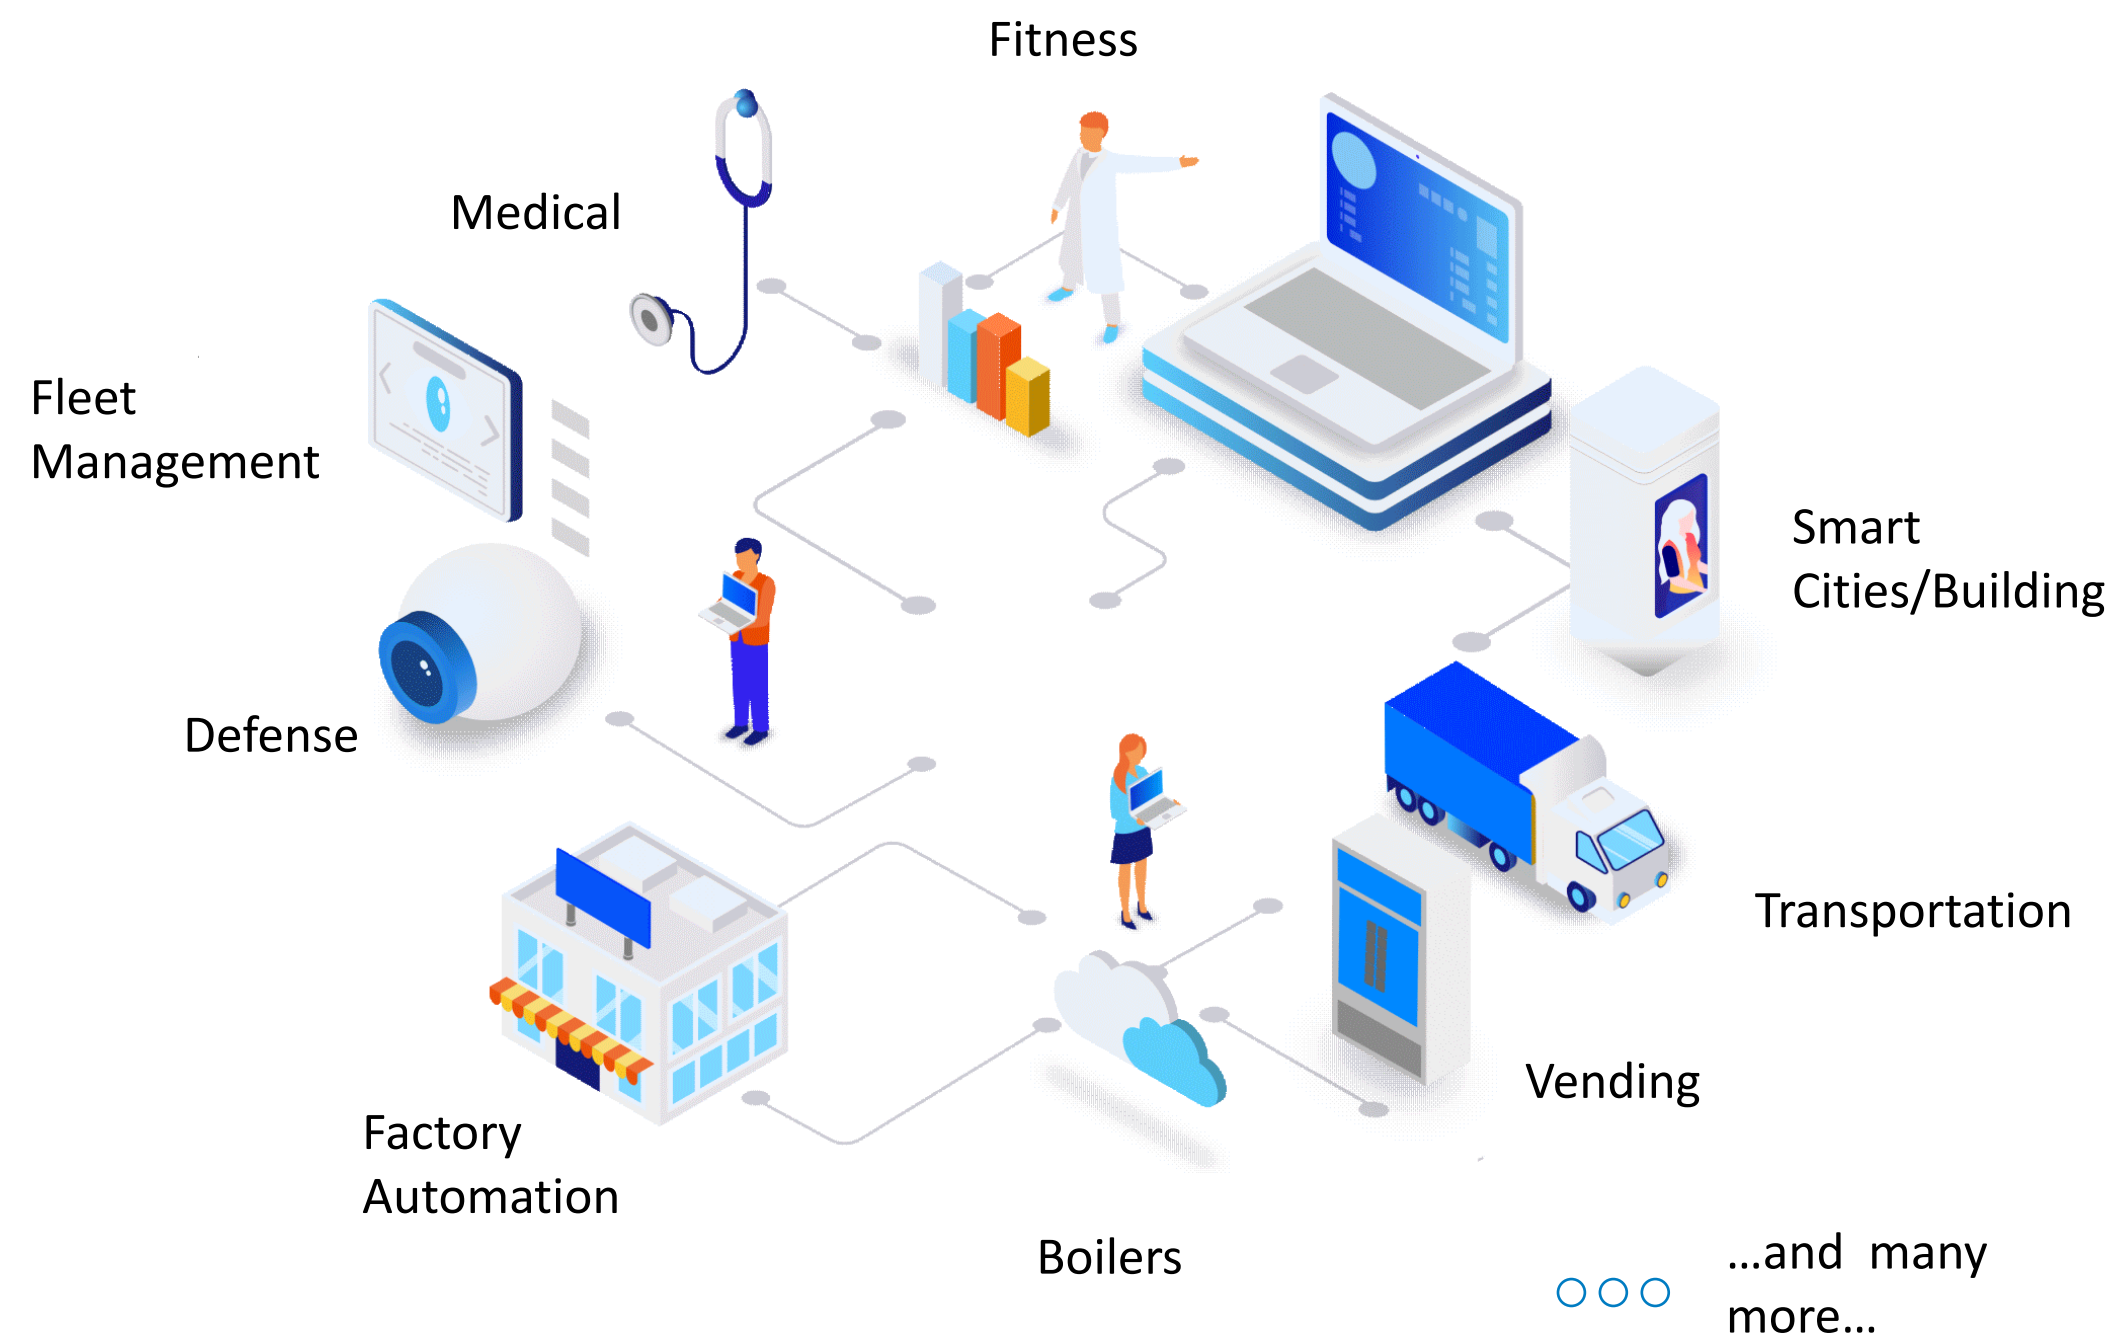 Fitness
Medical
Fleet
Management
Smart
Cities/Building
Defense
Transportation
Vending
Factory
Automation
Boilers
...and many
more...